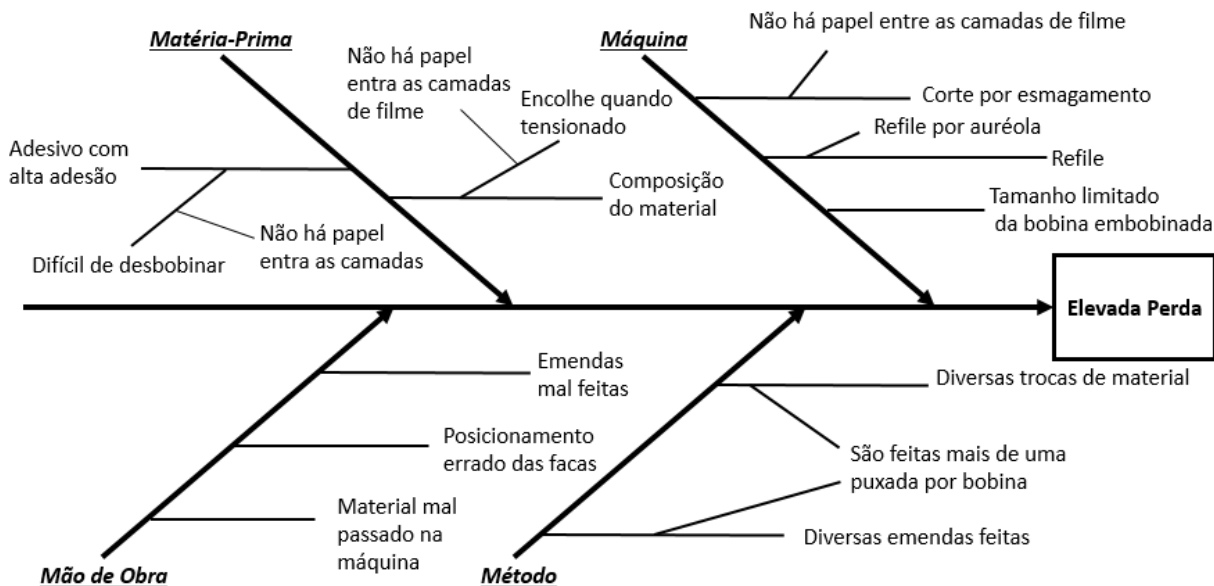 Não há papel entre as camadas de filme
Matéria-Prima
Máquina
Não há papel
entra as camadas
de filme
Encolhe quando
tensionado
Corte por esmagamento
Refile por auréola
Adesivo com
alta adesão
Refile
Composição
do material
Tamanho limitado
da bobina embobinada
Não há papel
entra as camadas
Difícil de desbobinar
Elevada Perda
Emendas
mal feitas
Diversas trocas de material
Posicionamento
errado das facas
São feitas mais de uma
puxada por bobina
Material mal
passado na
máquina
Diversas emendas feitas
Mão de Obra
Método